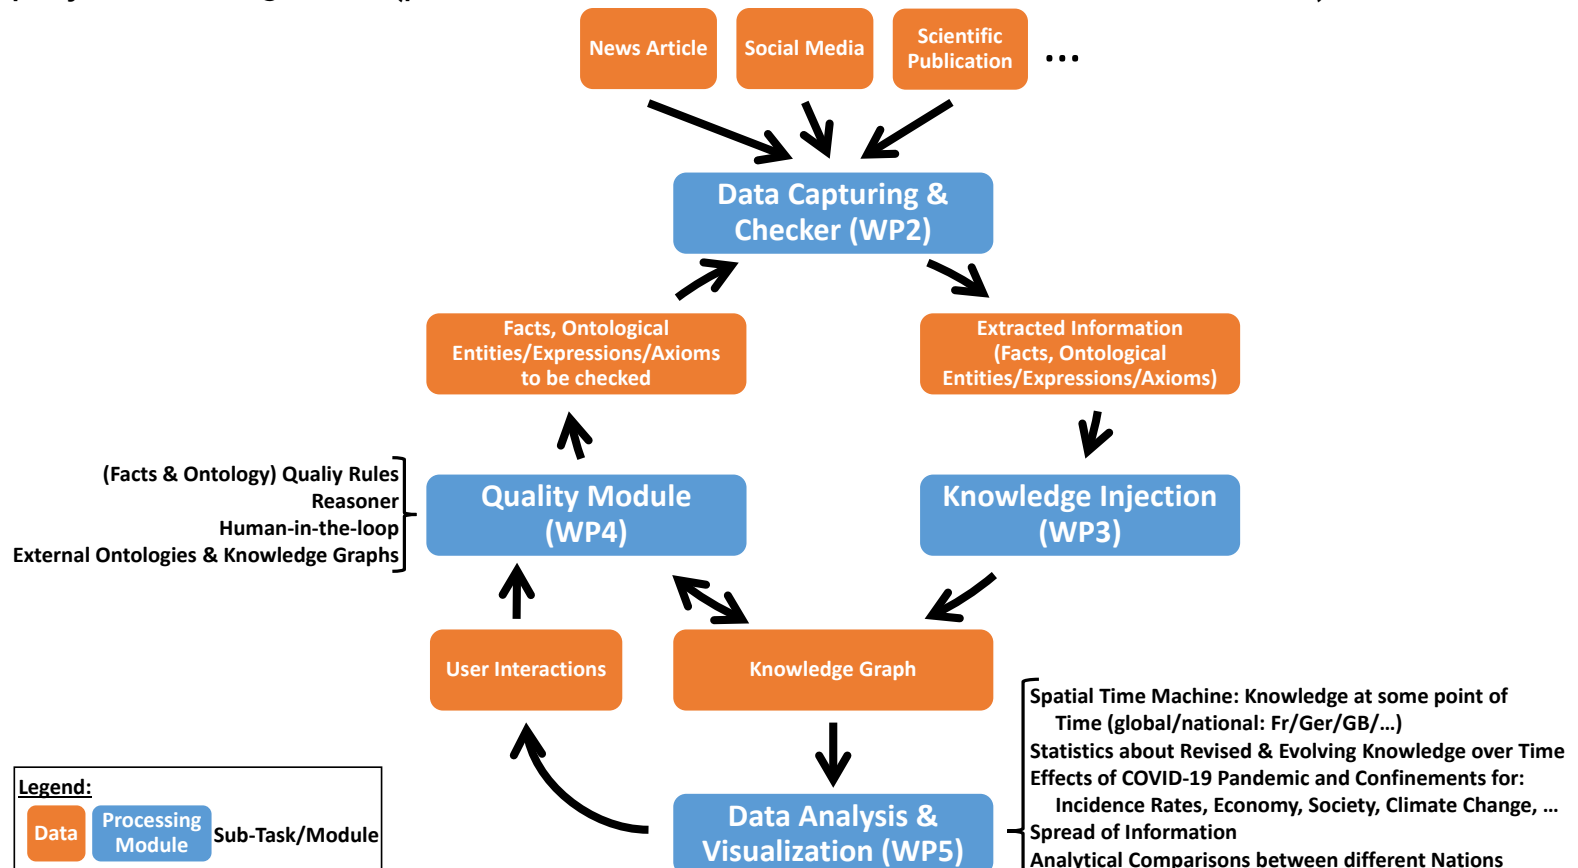 News Article
Social Media
Scientific
Publication
...
Data Capturing &
Checker (WP2)
Facts, Ontological
Entities/Expressions/Axioms
to be checked
Extracted Information
(Facts, Ontological
Entities/Expressions/Axioms)
(Facts & Ontology) Qualiy Rules
Reasoner
Human-in-the-loop
External Ontologies & Knowledge Graphs
Quality Module
(WP4)
Knowledge Injection
(WP3)
User Interactions
Knowledge Graph
Spatial Time Machine: Knowledge at some point of
Time (global/national: Fr/Ger/GB/...)
Statistics about Revised & Evolving Knowledge over Time
Effects of COVID-19 Pandemic and Confinements for:
Incidence Rates, Economy, Society, Climate Change, ...
Spread of Information
Analytical Comparisons between different Nations
Data Analysis &
Visualization (WP5)
Legend:
Data
Processing
Module
Sub-Task/Module